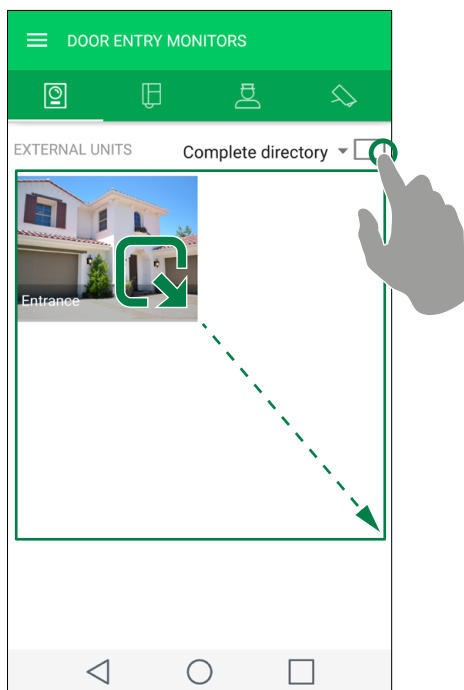 DOOR ENTRY MONITORS
EXTERNAL UNITS
Complete directory
Entrance